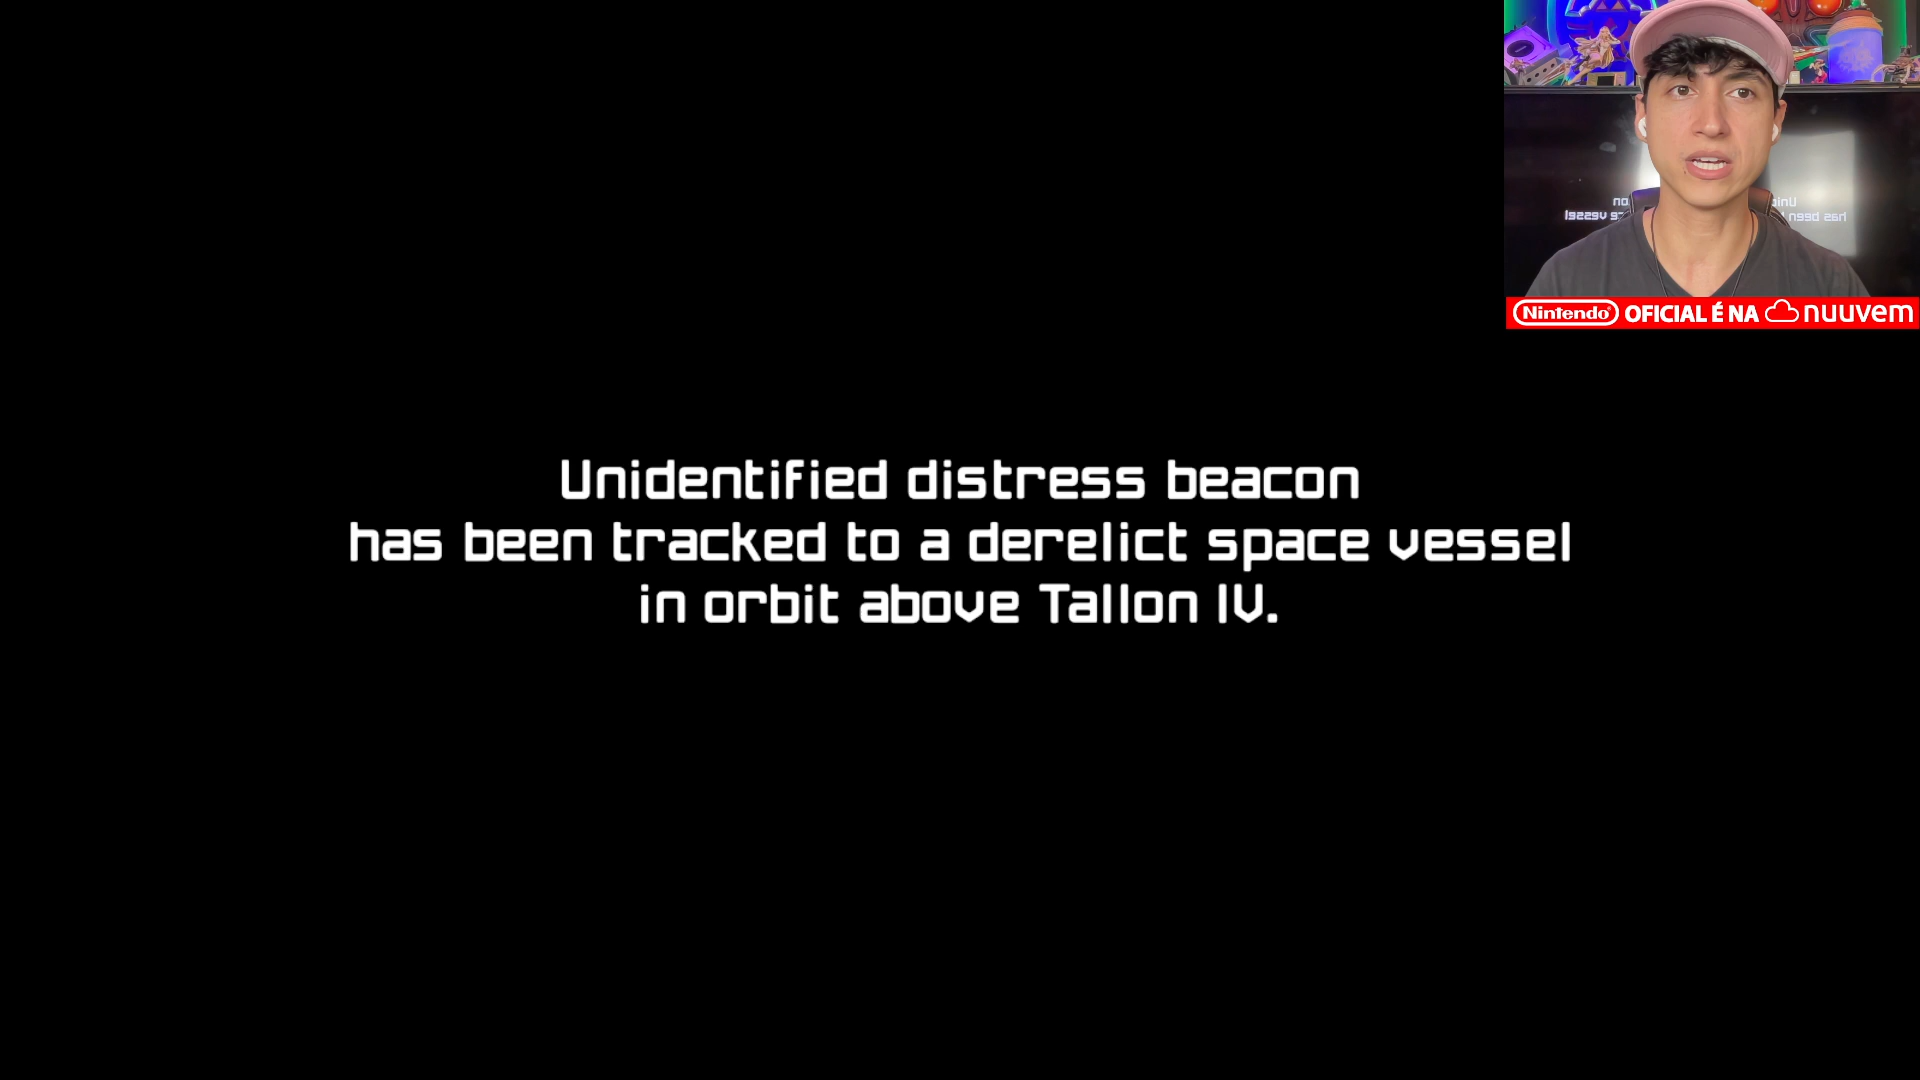 Unidentified distress beacon
has been tracked to a derelict space vessel
in orbit above Tallon IV.
Nintendo OFICIAL É NA nuuvem